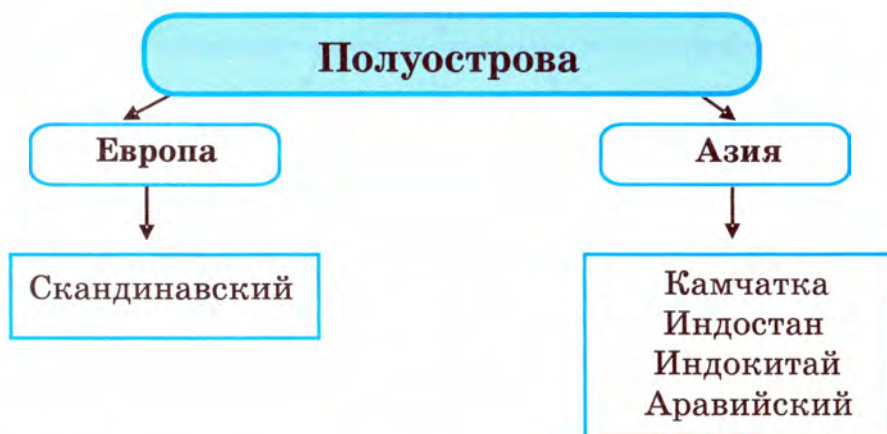 Полуострова
Европа
Азия
Скандинавский
Камчатка
Индостан
Индокитай
Аравийский